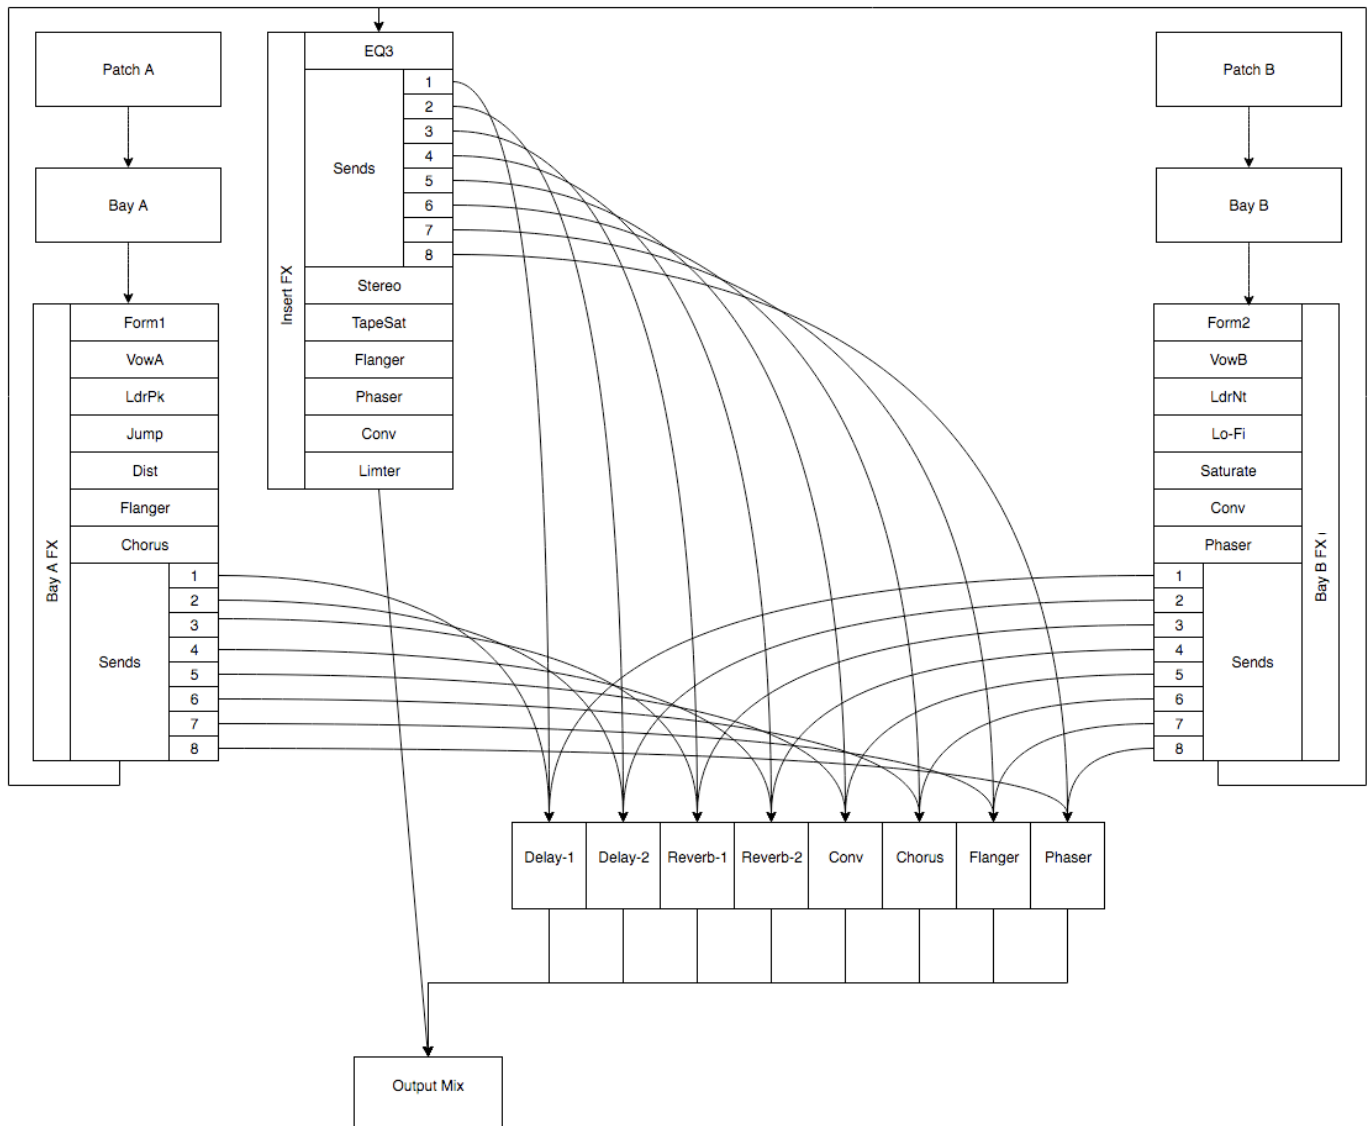 Patch A
Bay A
Bay A FX
Form1
VowA
LdrPk
Jump
Dist
Flanger
Chorus
Sends
1
2
3
4
5
6
7
8
Insert FX
EQ3
Sends
1
2
3
4
5
6
7
8
Stereo
TapeSat
Flanger
Phaser
Conv
Limter
Patch B
Bay B
Form2
VowB
LdrNt
Lo-Fi
Saturate
Conv
Phaser
1
2
3
4
5
6
7
8
Sends
Bay B FX
Delay-1
Delay-2
Reverb-1
Reverb-2
Conv
Chorus
Flanger
Phaser
Output Mix